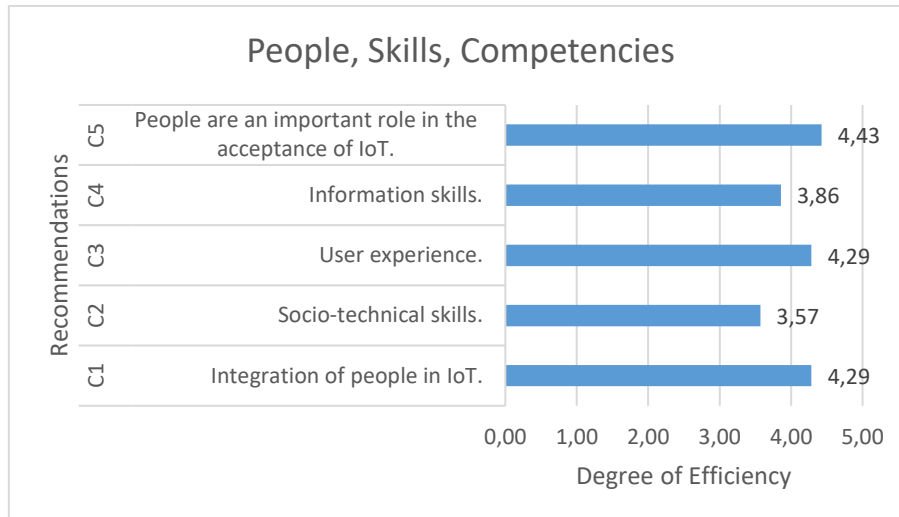 People, Skills, Competencies
Recommendations
C5
People are an important role in the
acceptance of IoT.
4,43
C4
Information skills.
3,86
C3
User experience.
4,29
C2
Socio-technical skills.
3,57
C1
Integration of people in IoT.
4,29
0,00 1,00 2,00 3,00 4,00 5,00
Degree of Efficiency